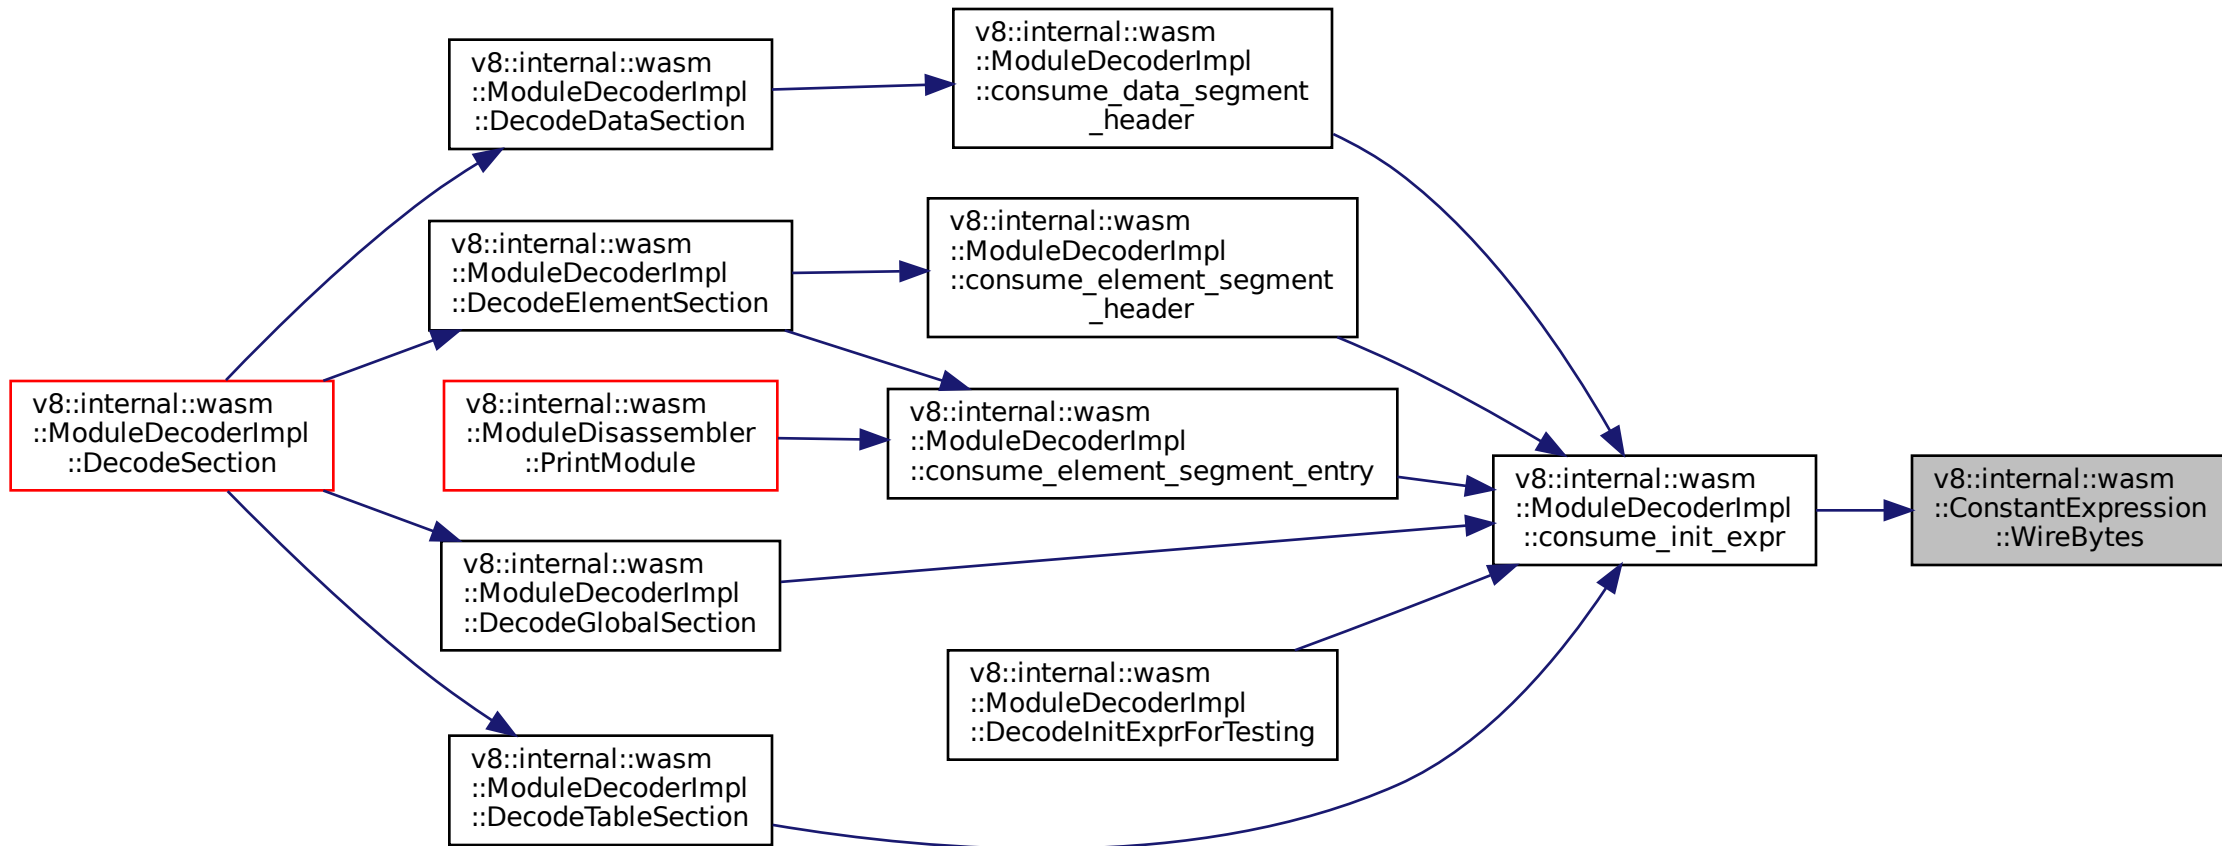 v8::internal::wasm
::ModuleDecoderImpl
::DecodeDataSection
v8::internal::wasm
::ModuleDecoderImpl
::consume_data_segment
_header
v8::internal::wasm
::ModuleDecoderImpl
::DecodeElementSection
v8::internal::wasm
::ModuleDecoderImpl
::consume_element_segment
_header
v8::internal::wasm
::ModuleDecoderImpl
::DecodeSection
v8::internal::wasm
::ModuleDisassembler
::PrintModule
v8::internal::wasm
::ModuleDecoderImpl
::consume_element_segment_entry
v8::internal::wasm
::ModuleDecoderImpl
::consume_init_expr
v8::internal::wasm
::ConstantExpression
::WireBytes
v8::internal::wasm
::ModuleDecoderImpl
::DecodeGlobalSection
v8::internal::wasm
::ModuleDecoderImpl
::DecodeInitExprForTesting
v8::internal::wasm
::ModuleDecoderImpl
::DecodeTableSection